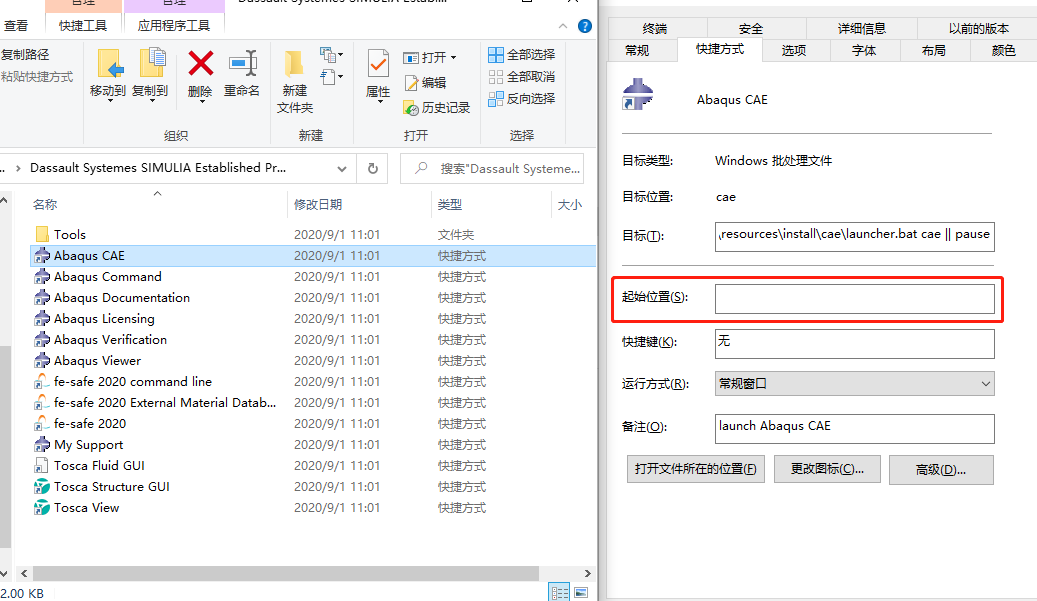 管理
管理
Dassault Systemes SIMULIA Establi...
查看
快捷工具
应用程序工具
复制路径
粘贴快捷方式
移动到
复制到
删除
重命名
组织
新建
文件夹
新建
属性
打开
编辑
历史记录
打开
全部选择
全部取消
反向选择
选择
Dassault Systemes SIMULIA Established Pr...
搜索"Dassault Systeme...
名称
修改日期
类型
大小
Tools 2020/9/1 11:01 文件夹
Abaqus CAE 2020/9/1 11:01 快捷方式
Abaqus Command 2020/9/1 11:01 快捷方式
Abaqus Documentation 2020/9/1 11:01 快捷方式
Abaqus Licensing 2020/9/1 11:01 快捷方式
Abaqus Verification 2020/9/1 11:01 快捷方式
Abaqus Viewer 2020/9/1 11:01 快捷方式
fe-safe 2020 command line 2020/9/1 11:01 快捷方式
fe-safe 2020 External Material Datab... 2020/9/1 11:01 快捷方式
fe-safe 2020 2020/9/1 11:01 快捷方式
My Support 2020/9/1 11:01 快捷方式
Tosca Fluid GUI 2020/9/1 11:01 快捷方式
Tosca Structure GUI 2020/9/1 11:01 快捷方式
Tosca View 2020/9/1 11:01 快捷方式
2.00 KB
终端
安全
详细信息
以前的版本
常规
快捷方式
选项
字体
布局
颜色
Abaqus CAE
目标类型: Windows 批处理文件
目标位置: cae
目标(T): \resources\install\cae\launcher.bat cae || pause
起始位置(S):
快捷键(K): 无
运行方式(R): 常规窗口
备注(O): launch Abaqus CAE
打开文件所在的位置(F)
更改图标(C)...
高级(D)...